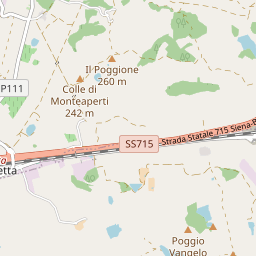 Il Poggione
260 m
P111
Colle di
Monteaperti
242 m
SS715
Strada Statale 715 Siena-B
etta
Poggio
Vangelo